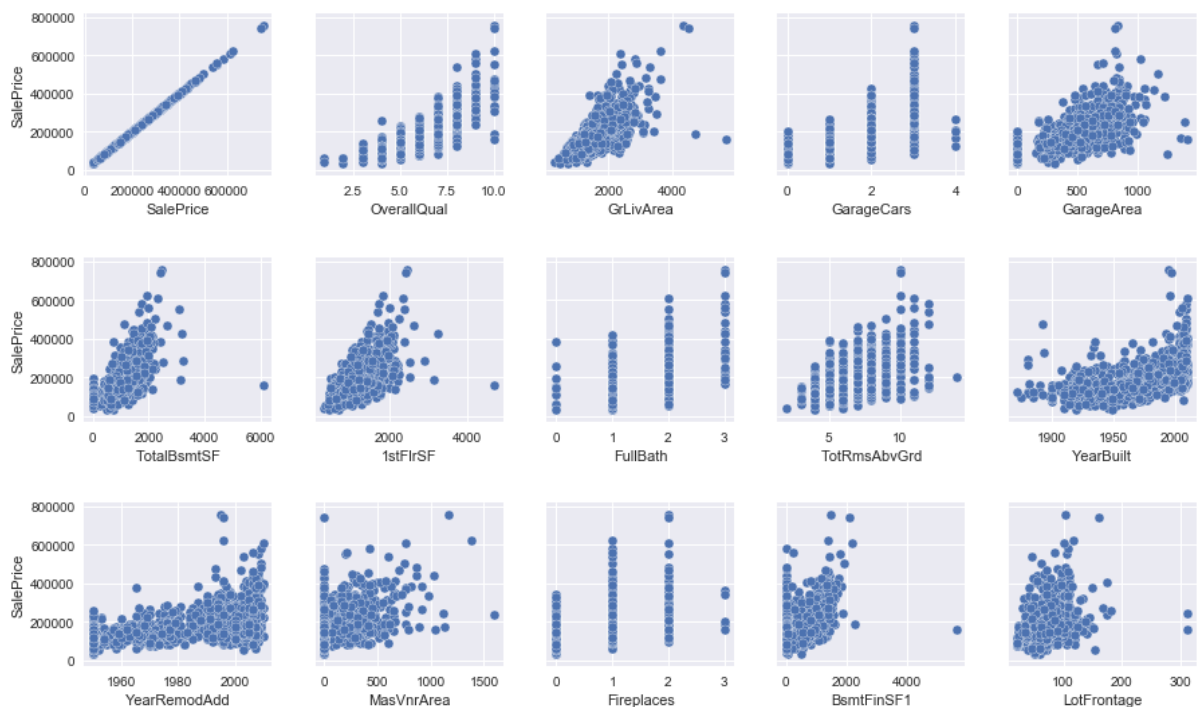 800000
600000
400000
200000
0
SalePrice
200000 400000 600000
SalePrice
2.5 5.0 7.5 10.0
OverallQual
2000 4000
GrLivArea
0 2 4
GarageCars
0 500 1000
GarageArea
800000
600000
400000
200000
0
SalePrice
0 2000 4000 6000
TotalBsmtSF
2000 4000
1stFlrSF
0 1 2 3
FullBath
5 10
TotRmsAbvGrd
1900 1950 2000
YearBuilt
800000
600000
400000
200000
0
SalePrice
1960 1980 2000
YearRemodAdd
0 500 1000 1500
MasVnrArea
0 1 2 3
Fireplaces
0 2000 4000
BsmtFinSF1
0 100 200 300
LotFrontage